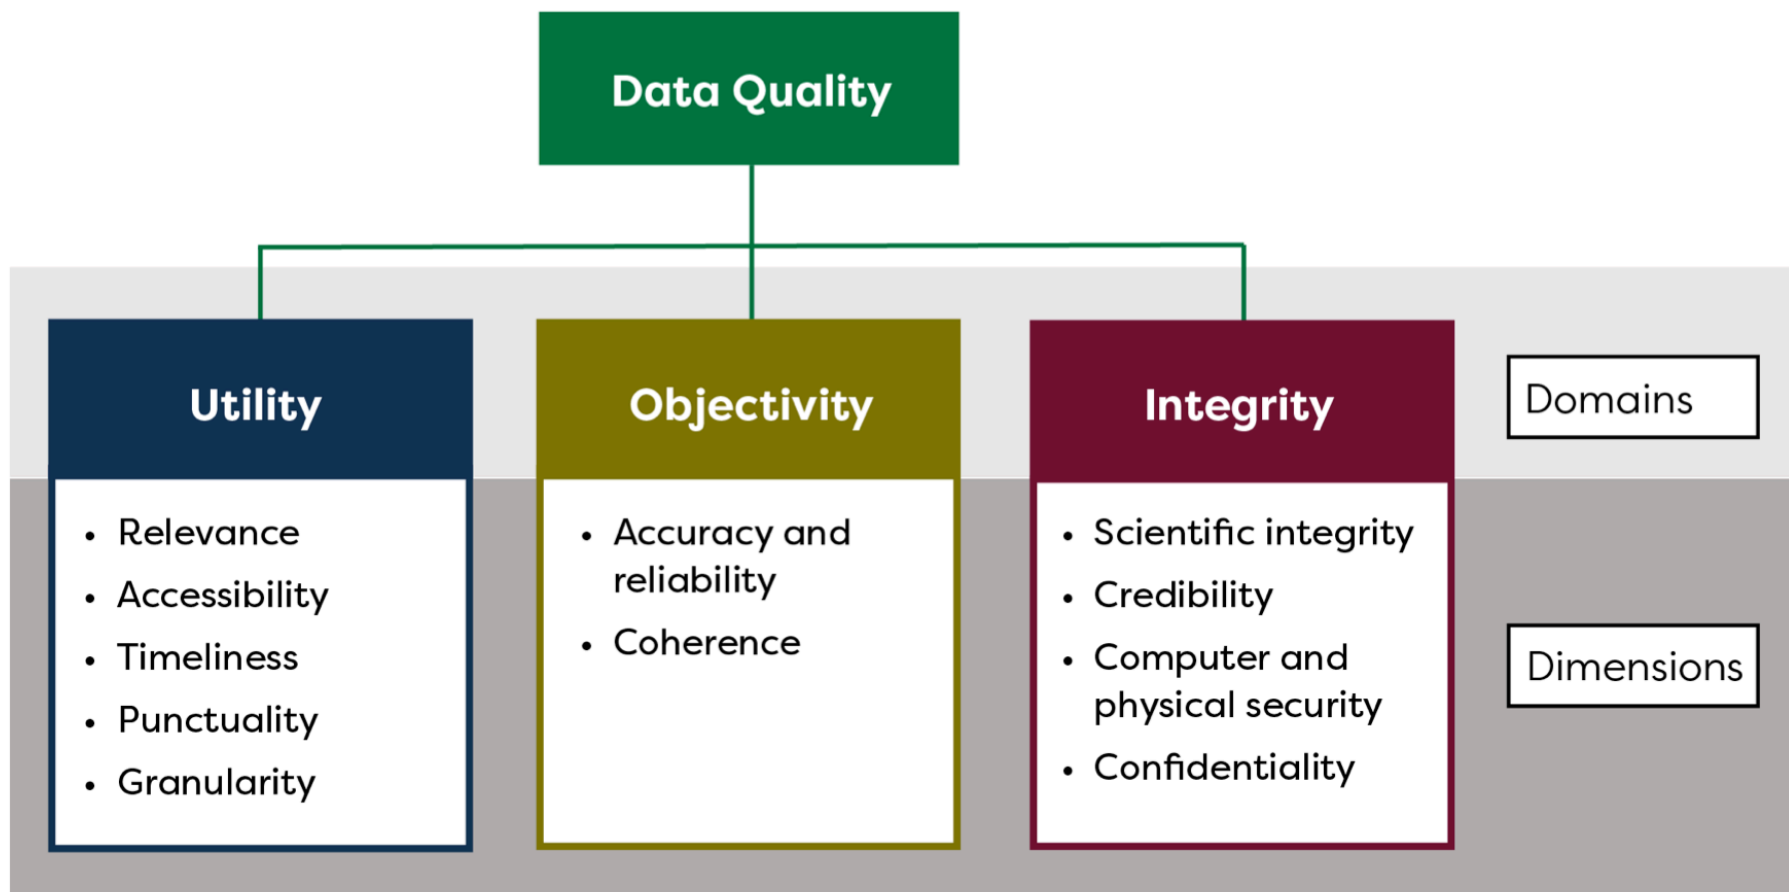 Data Quality
Utility
Objectivity
Integrity
Domains
• Relevance
• Accessibility
• Timeliness
• Punctuality
• Granularity
• Accuracy and
reliability
• Coherence
• Scientific integrity
• Credibility
• Computer and
physical security
• Confidentiality
Dimensions